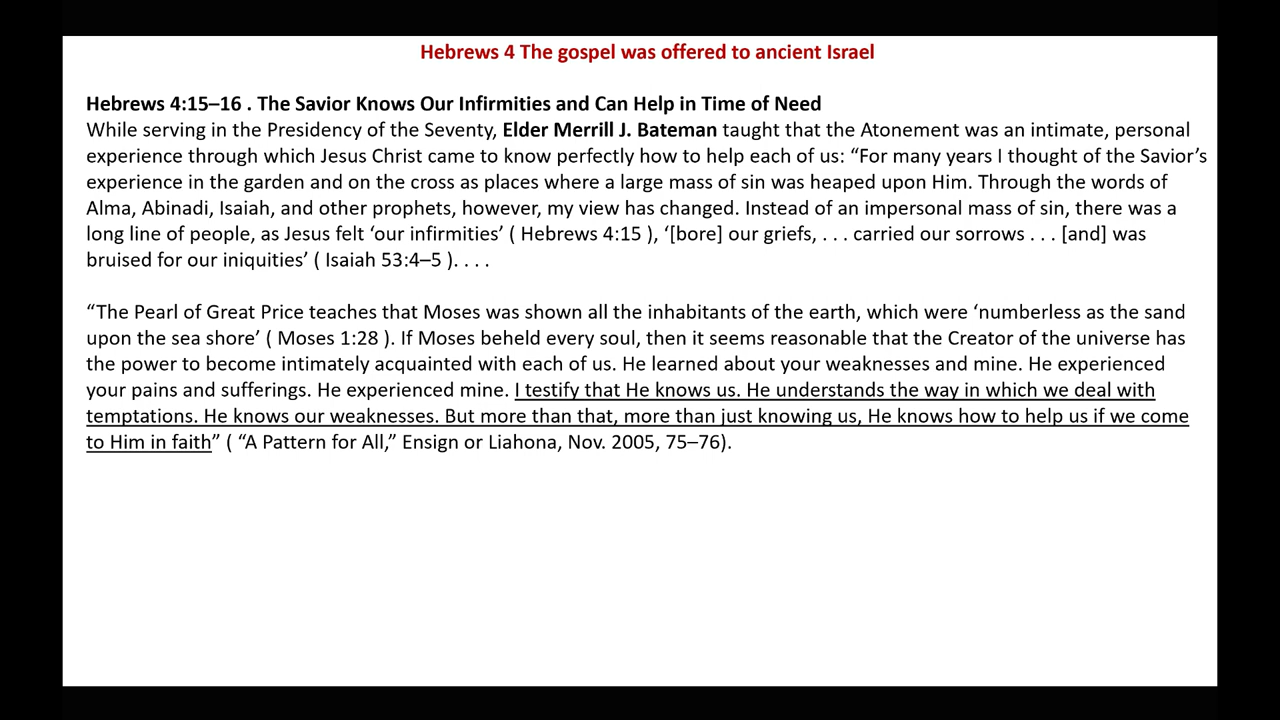 Hebrews 4 The gospel was offered to ancient Israel
Hebrews 4:15–16 . The Savior Knows Our Infirmities and Can Help in Time of Need
While serving in the Presidency of the Seventy, Elder Merrill J. Bateman taught that the Atonement was an intimate, personal
experience through which Jesus Christ came to know perfectly how to help each of us: “For many years I thought of the Savior’s
experience in the garden and on the cross as places where a large mass of sin was heaped upon Him. Through the words of
Alma, Abinadi, Isaiah, and other prophets, however, my view has changed. Instead of an impersonal mass of sin, there was a
long line of people, as Jesus felt ‘our infirmities’ ( Hebrews 4:15 ), ‘[bore] our griefs, . . . carried our sorrows . . . [and] was
bruised for our iniquities’ ( Isaiah 53:4–5 ). . . .
“The Pearl of Great Price teaches that Moses was shown all the inhabitants of the earth, which were ‘numberless as the sand
upon the sea shore’ ( Moses 1:28 ). If Moses beheld every soul, then it seems reasonable that the Creator of the universe has
the power to become intimately acquainted with each of us. He learned about your weaknesses and mine. He experienced
your pains and sufferings. He experienced mine. I testify that He knows us. He understands the way in which we deal with
temptations. He knows our weaknesses. But more than that, more than just knowing us, He knows how to help us if we come
to Him in faith” ( “A Pattern for All,” Ensign or Liahona, Nov. 2005, 75–76).